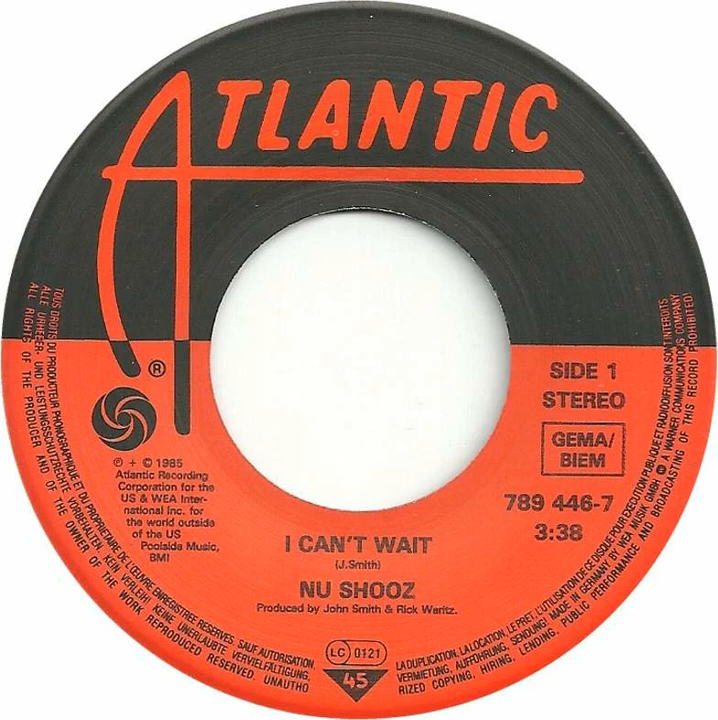 ATLANTIC
®
SIDE 1
STEREO
GEMA/
BIEM
789 446-7
3:38
℗ + © 1985
Atlantic Recording
Corporation for the
US & WEA Inter-
national Inc. for
the world outside
of the US
Poolside Music,
BMI
I CAN'T WAIT
(J. Smith)
NU SHOOZ
Produced by John Smith & Rick Waritz.
LC 0121
45
TOUS DROITS DU PRODUCTEUR PHONOGRAPHIQUE ET DU PROPRIETAIRE DE L'ŒUVRE ENREGISTREE RESERVES. SAUF AUTORISATION,
ALLE URHEBER- UND LEISTUNGSSCHUTZRECHTE VORBEHALTEN. KEIN VERLEIH! KEINE UNERLAUBTE VERVIELFÄLTIGUNG,
ALL RIGHTS OF THE PRODUCER AND OF THE OWNER OF THE WORK REPRODUCED RESERVED. UNAUTHO
LA DUPLICATION, LA LOCATION, LE PRET, L'UTILISATION DE CE DISQUE POUR EXECUTION PUBLIQUE ET RADIODIFFUSION SONT INTERDITS
VERMIETUNG, AUFFÜHRUNG, SENDUNG! MADE IN GERMANY BY WEA MUSIK GMBH A WARNER COMMUNICATIONS COMPANY
RIZED COPYING, HIRING, LENDING, PUBLIC PERFORMANCE AND BROADCASTING OF THIS RECORD PROHIBITED!